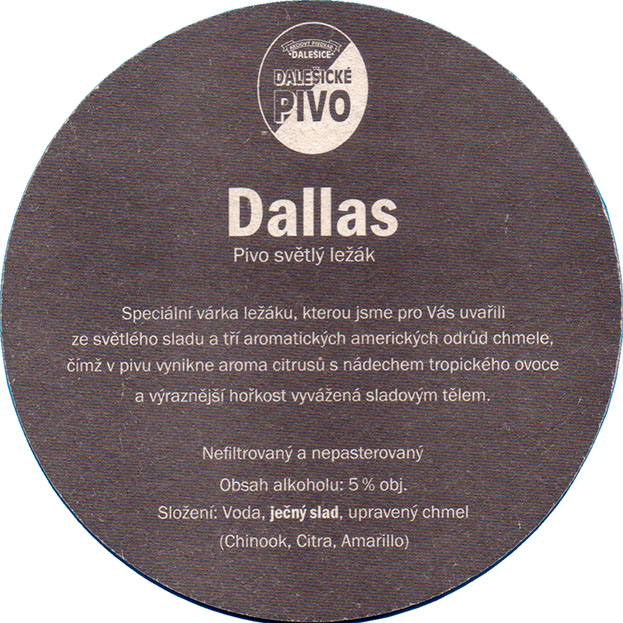 AKCIOVÝ PIVOVAR
•DALEŠICE•
DALEŠICKÉ
PIVO
Dallas
Pivo světlý ležák
Speciální várka ležáku, kterou jsme pro Vás uvařili
ze světlého sladu a tří aromatických amerických odrůd chmele,
čímž v pivu vynikne aroma citrusů s nádechem tropického ovoce
a výraznější hořkost vyvážená sladovým tělem.
Nefiltrovaný a nepasterovaný
Obsah alkoholu: 5 % obj.
Složení: Voda, ječný slad, upravený chmel
(Chinook, Citra, Amarillo)